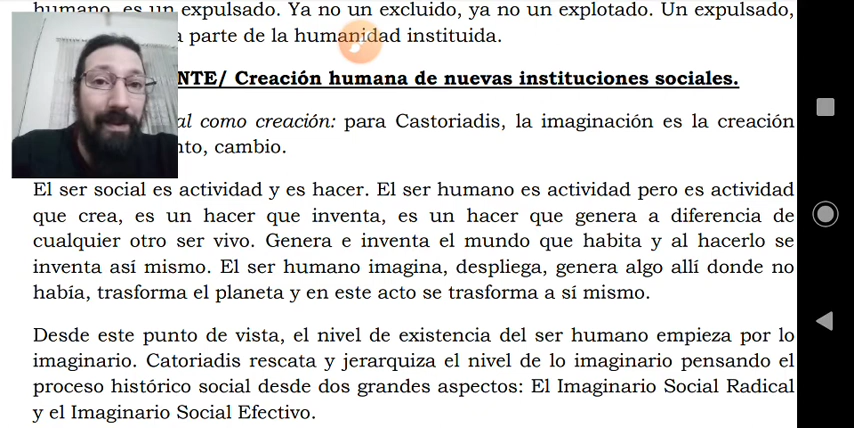 humano, es un expulsado. Ya no un excluido, ya no un explotado. Un expulsado,
parte de la humanidad instituida.
NTE/ Creación humana de nuevas instituciones sociales.
al como creación: para Castoriadis, la imaginación es la creación
nto, cambio.
El ser social es actividad y es hacer. El ser humano es actividad pero es actividad
que crea, es un hacer que inventa, es un hacer que genera a diferencia de
cualquier otro ser vivo. Genera e inventa el mundo que habita y al hacerlo se
inventa así mismo. El ser humano imagina, despliega, genera algo allí donde no
había, trasforma el planeta y en este acto se trasforma a sí mismo.
Desde este punto de vista, el nivel de existencia del ser humano empieza por lo
imaginario. Catoriadis rescata y jerarquiza el nivel de lo imaginario pensando el
proceso histórico social desde dos grandes aspectos: El Imaginario Social Radical
y el Imaginario Social Efectivo.